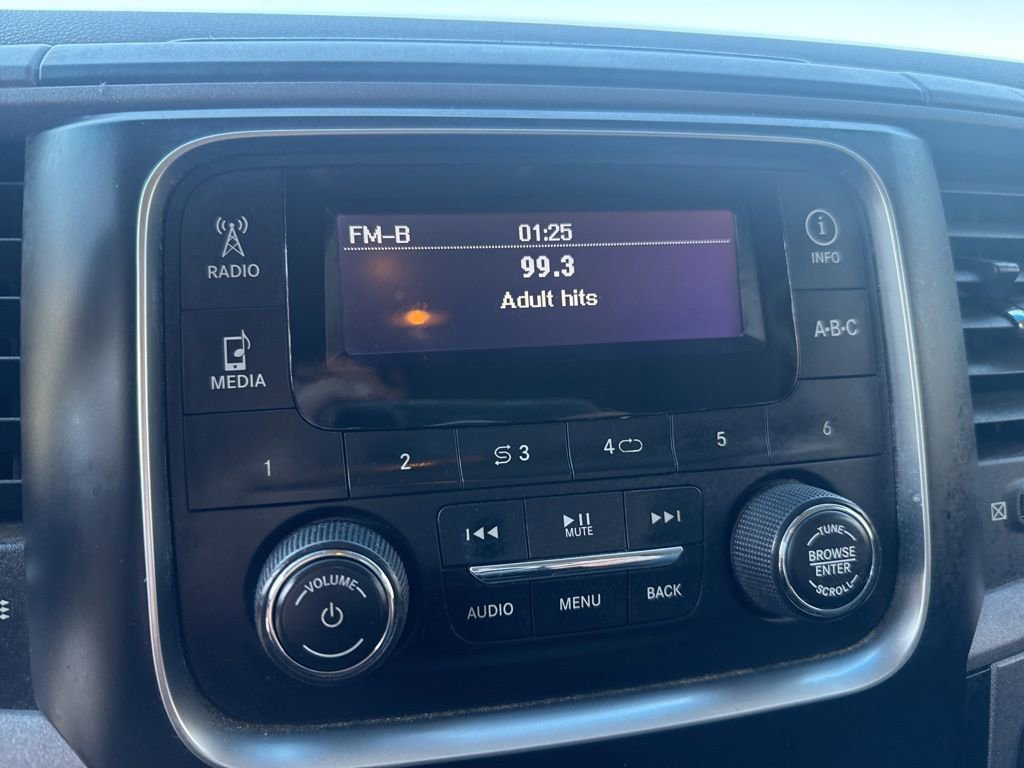 FM-B 01:25
99.3
Adult hits
RADIO
INFO
MEDIA
A·B·C
1 2 3 4 5 6
MUTE
VOLUME
AUDIO MENU BACK
TUNE
BROWSE
ENTER
SCROLL